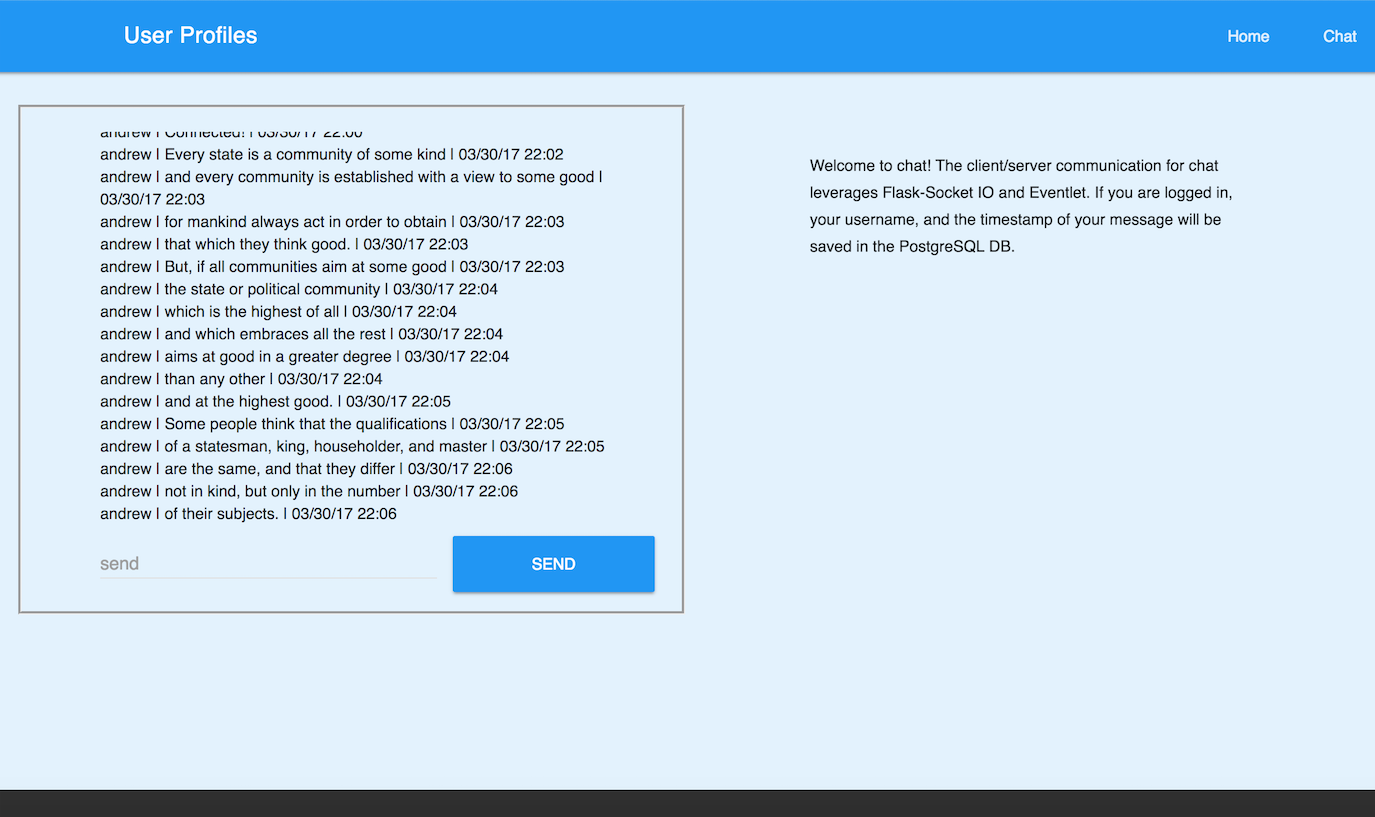 User Profiles
Home
Chat
andrew | Connected! | 03/30/17 22:00
andrew | Every state is a community of some kind | 03/30/17 22:02
andrew | and every community is established with a view to some good |
03/30/17 22:03
andrew | for mankind always act in order to obtain | 03/30/17 22:03
andrew | that which they think good. | 03/30/17 22:03
andrew | But, if all communities aim at some good | 03/30/17 22:03
andrew | the state or political community | 03/30/17 22:04
andrew | which is the highest of all | 03/30/17 22:04
andrew | and which embraces all the rest | 03/30/17 22:04
andrew | aims at good in a greater degree | 03/30/17 22:04
andrew | than any other | 03/30/17 22:04
andrew | and at the highest good. | 03/30/17 22:05
andrew | Some people think that the qualifications | 03/30/17 22:05
andrew | of a statesman, king, householder, and master | 03/30/17 22:05
andrew | are the same, and that they differ | 03/30/17 22:06
andrew | not in kind, but only in the number | 03/30/17 22:06
andrew | of their subjects. | 03/30/17 22:06
send
SEND
Welcome to chat! The client/server communication for chat
leverages Flask-Socket IO and Eventlet. If you are logged in,
your username, and the timestamp of your message will be
saved in the PostgreSQL DB.